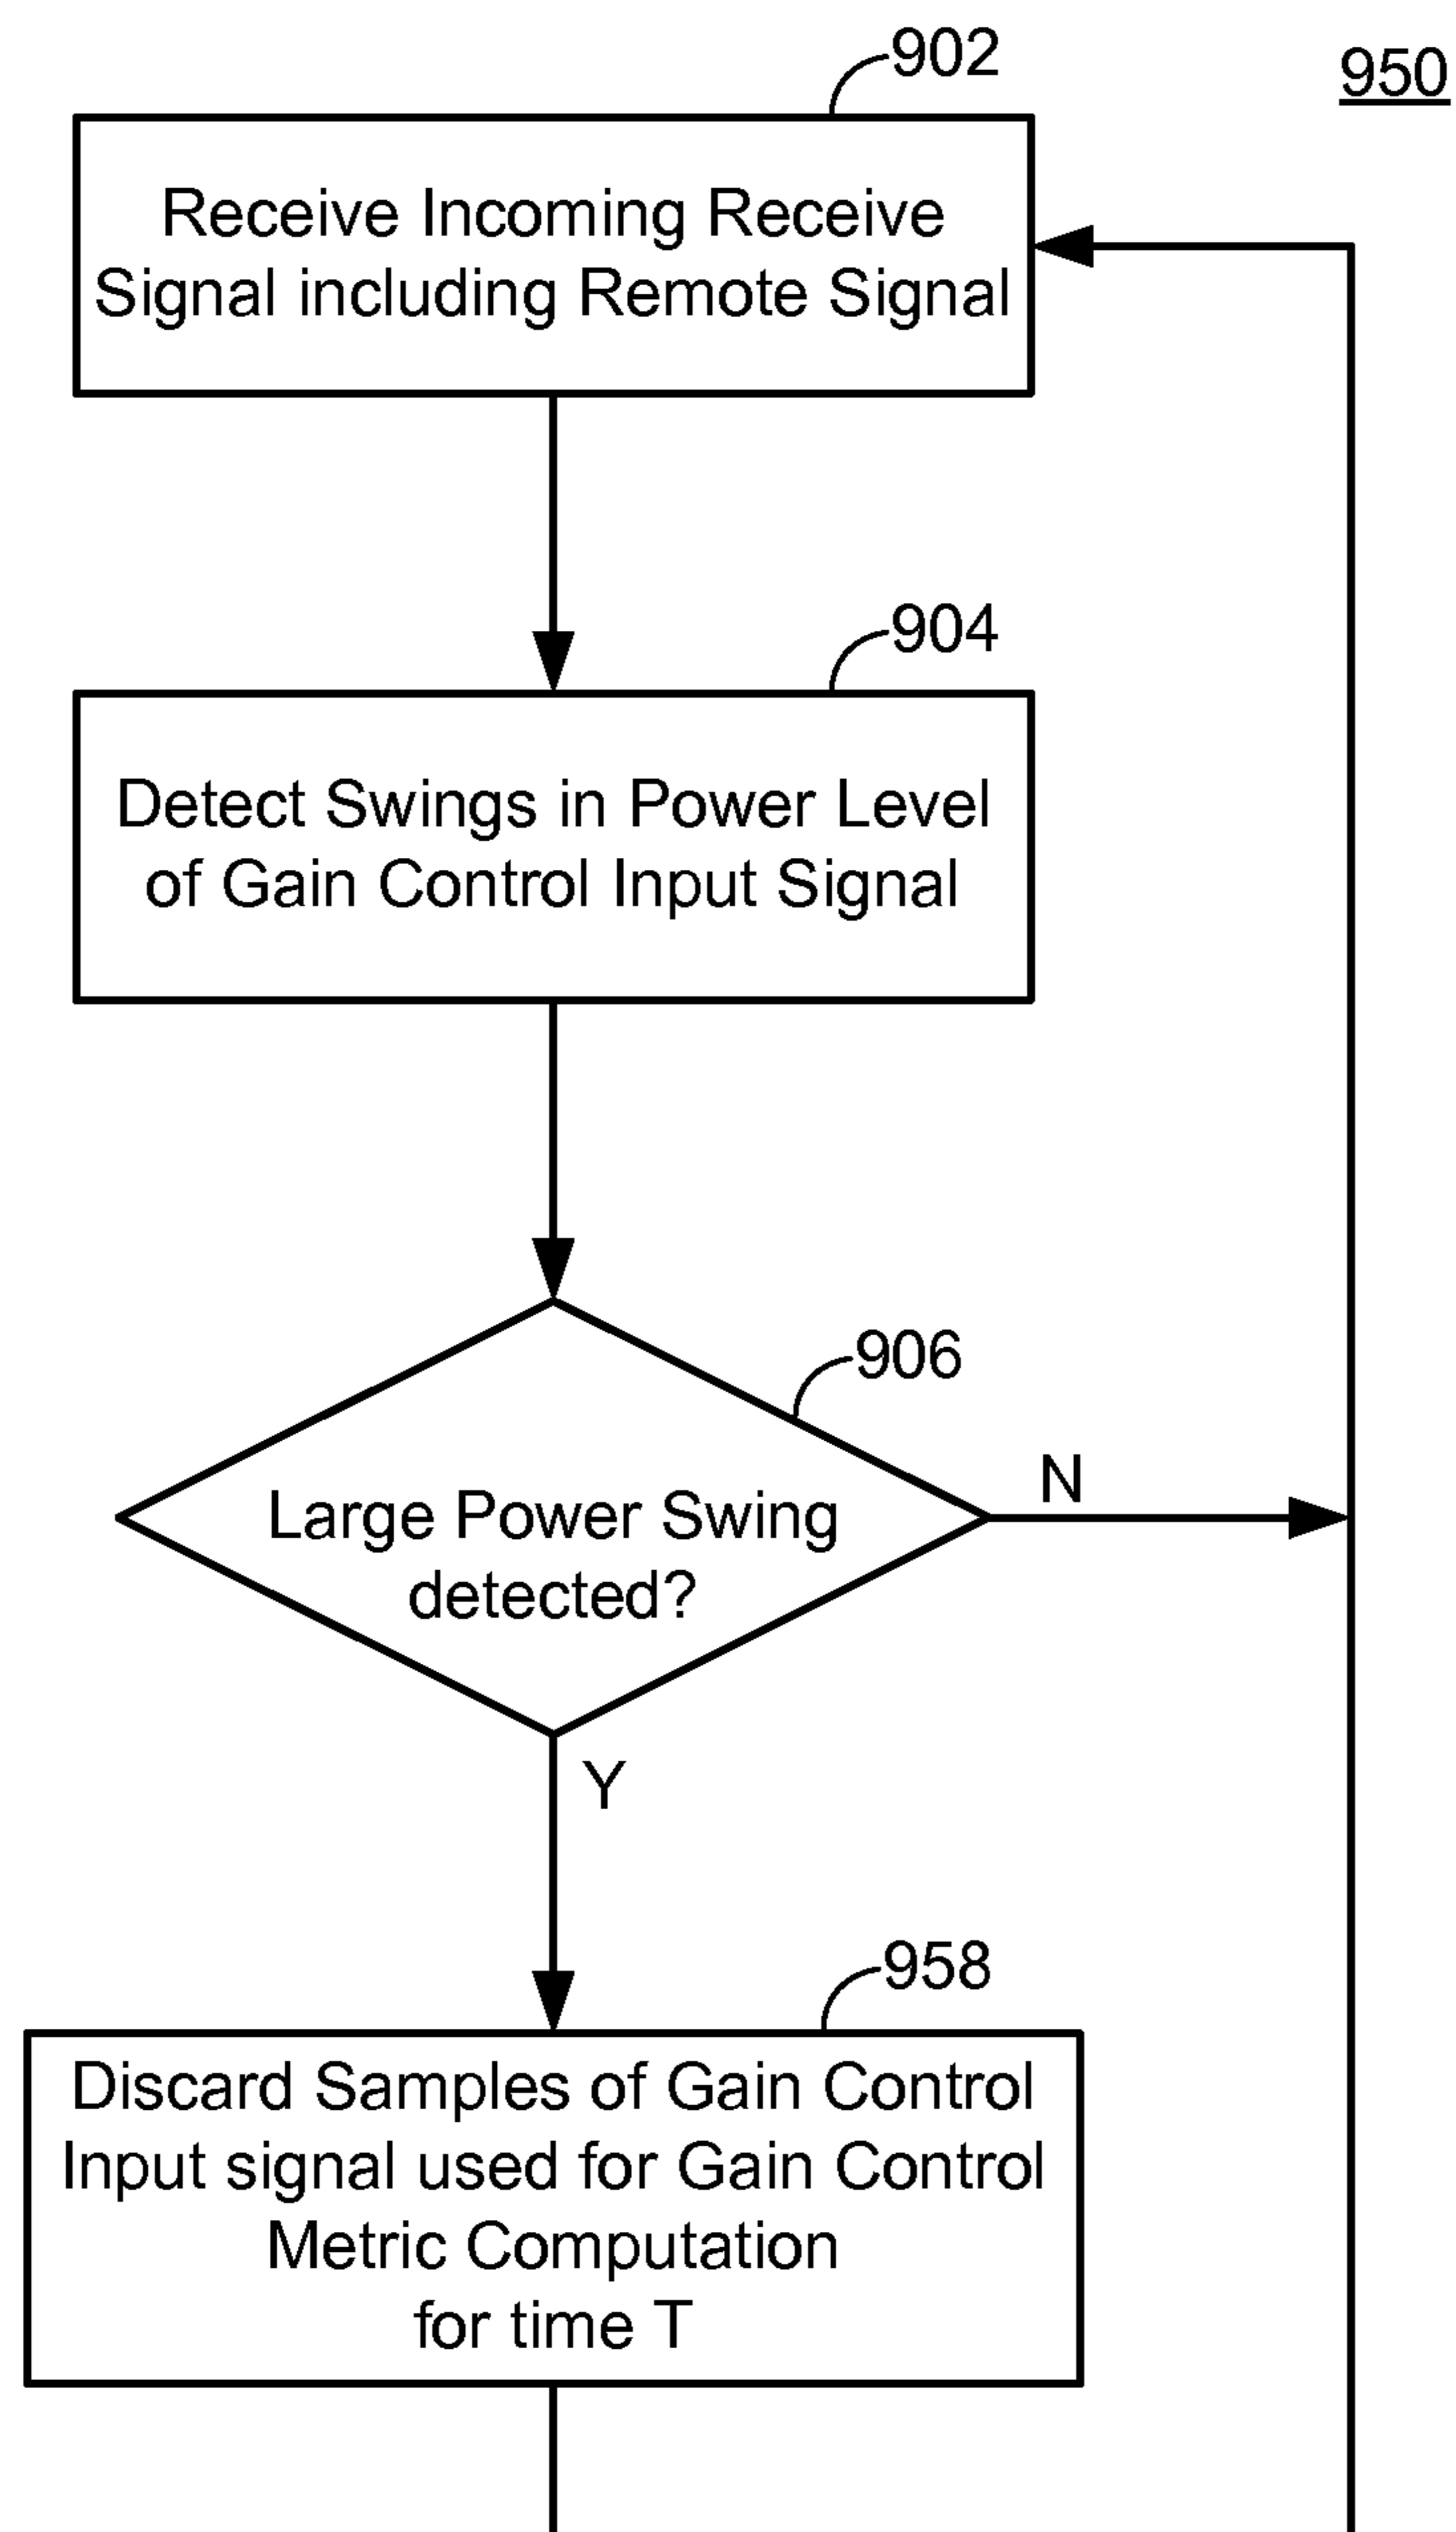 902
950
Receive Incoming Receive
Signal including Remote Signal
904
Detect Swings in Power Level
of Gain Control Input Signal
906
Large Power Swing
detected?
N
Y
958
Discard Samples of Gain Control
Input signal used for Gain Control
Metric Computation
for time T